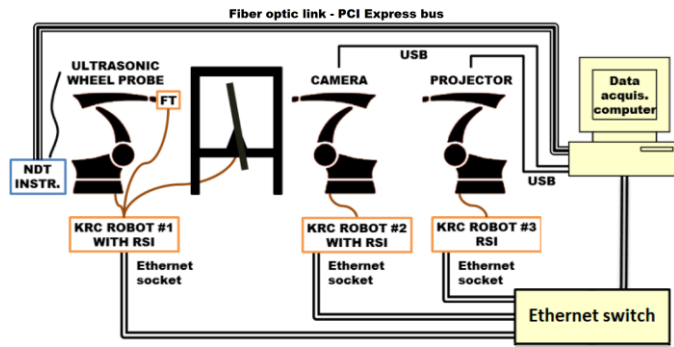 Fiber optic link - PCI Express bus
USB
ULTRASONIC
WHEEL PROBE
CAMERA
PROJECTOR
Data
acquis.
computer
FT
NDT
INSTR.
USB
KRC ROBOT #1
WITH RSI
KRC ROBOT #2
WITH RSI
KRC ROBOT #3
RSI
Ethernet
socket
Ethernet
socket
Ethernet
socket
Ethernet switch